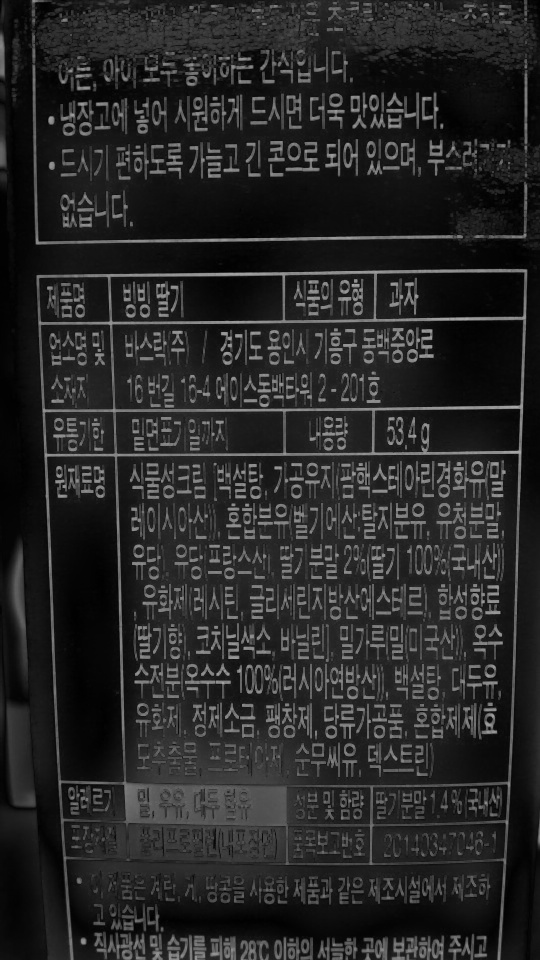 어른, 아이 모두 좋아하는 간식입니다.
• 냉장고에 넣어 시원하게 드시면 더욱 맛있습니다.
• 드시기 편하도록 가늘고 긴 콘으로 되어 있으며,
없습니다.
제품명 빙빙 딸기 식품의 유형 과자
업소명 및 바스락(주) / 경기도 용인시 기흥구 동백중앙로
소재지 16 번길 16-4 에이스동백타워 2 - 201호
유통기한 밑면표기일까지 내용량 53.4 g
원재료명 식물성크림 [백설탕, 가공유지(팜핵스테아린경화유(말
레이시아산)), 혼합분유(벨기에산:탈지분유, 유청분말,
유당), 유당(프랑스산), 딸기분말 2%(딸기 100%(국내산))
, 유화제(레시틴, 글리세린지방산에스테르), 합성향료
(딸기향), 코치닐색소, 바닐린], 밀가루(밀(미국산)), 옥수
수전분(옥수수 100%(러시아연방산)), 백설탕, 대두유,
유화제, 정제소금, 팽창제, 당류가공품, 혼합제제(효
도추출물, 프로테아제, 순무씨유, 덱스트린)
알레르기 밀, 우유, 대두 함유 성분 및 함량 딸기분말 1.4 % (국내산)
포장재질 폴리프로필렌(내포장면) 품목보고번호 20140347046-1
• 이 제품은 계란, 게, 땅콩을 사용한 제품과 같은 제조시설에서 제조하
고 있습니다.
• 직사광선 및 습기를 피해 28℃ 이하의 서늘한 곳에 보관하여 주시고